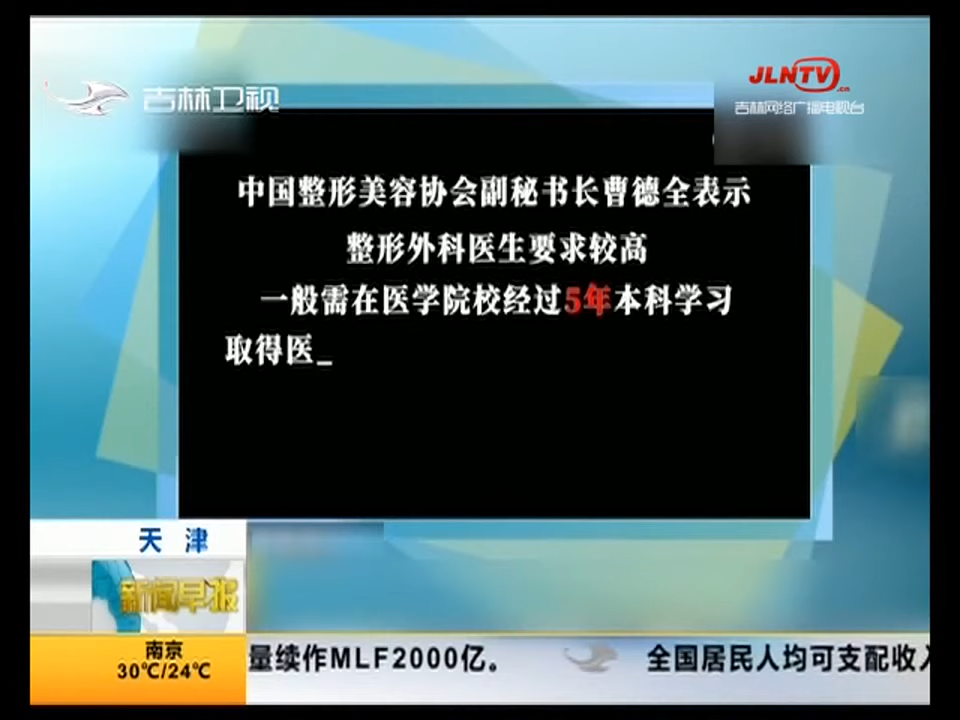 吉林卫视
JLNTV.cn
吉林网络广播电视台
中国整形美容协会副秘书长曹德全表示
整形外科医生要求较高
一般需在医学院校经过5年本科学习
取得医_
天 津
新闻早报
南京
30℃/24℃
量续作MLF2000亿。 全国居民人均可支配收入